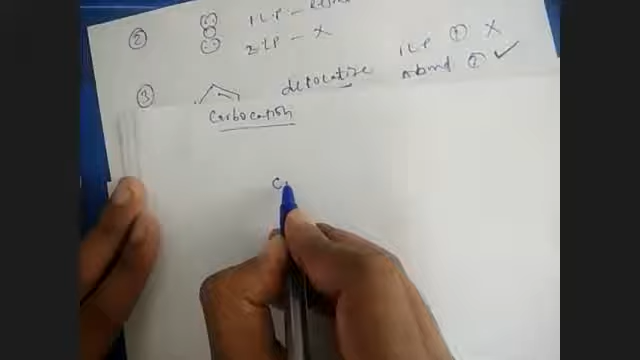 ② 1LP -
2LP - X
1LP ① X
③ delocalize πbond ② ✓
Carbocation
C